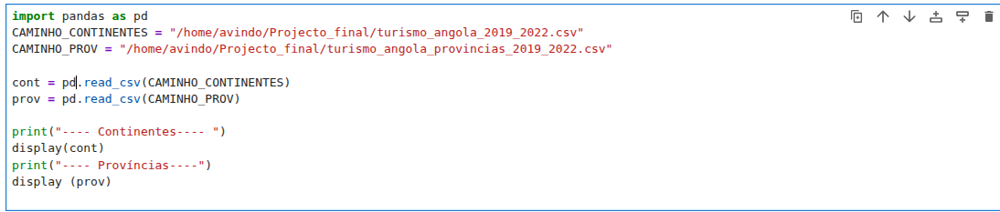 import pandas as pd
CAMINHO_CONTINENTES = "/home/avindo/Projecto_final/turismo_angola_2019_2022.csv"
CAMINHO_PROV = "/home/avindo/Projecto_final/turismo_angola_provincias_2019_2022.csv"
cont = pd.read_csv(CAMINHO_CONTINENTES)
prov = pd.read_csv(CAMINHO_PROV)
print("---- Continentes---- ")
display(cont)
print("---- Províncias----")
display (prov)